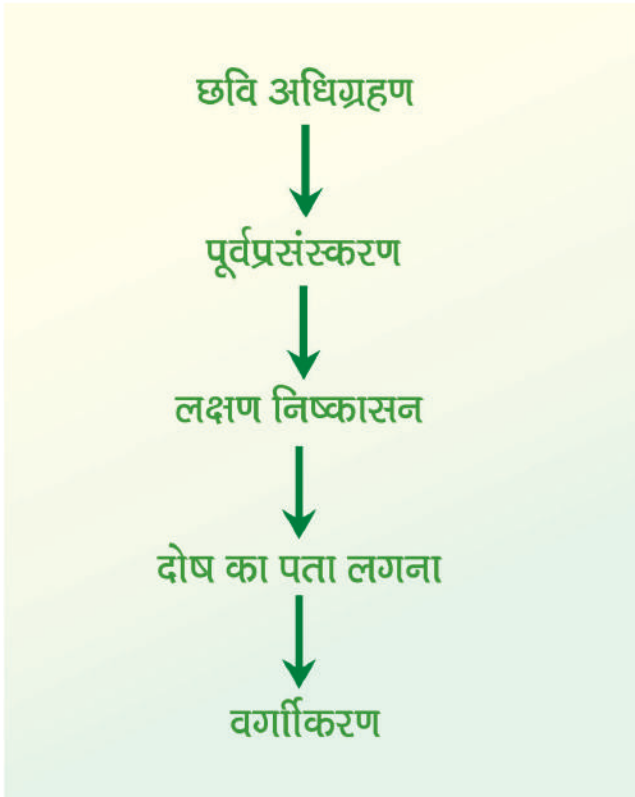 छवि अधिग्रहण
पूर्वप्रसंस्करण
लक्षण निष्कासन
दोष का पता लगना
वर्गाीकरण